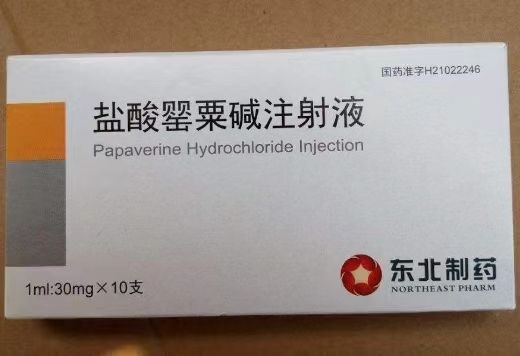 国药准字H21022246
盐酸罂粟碱注射液
Papaverine Hydrochloride Injection
东北制药
NORTHEAST PHARM
1ml:30mg×10支